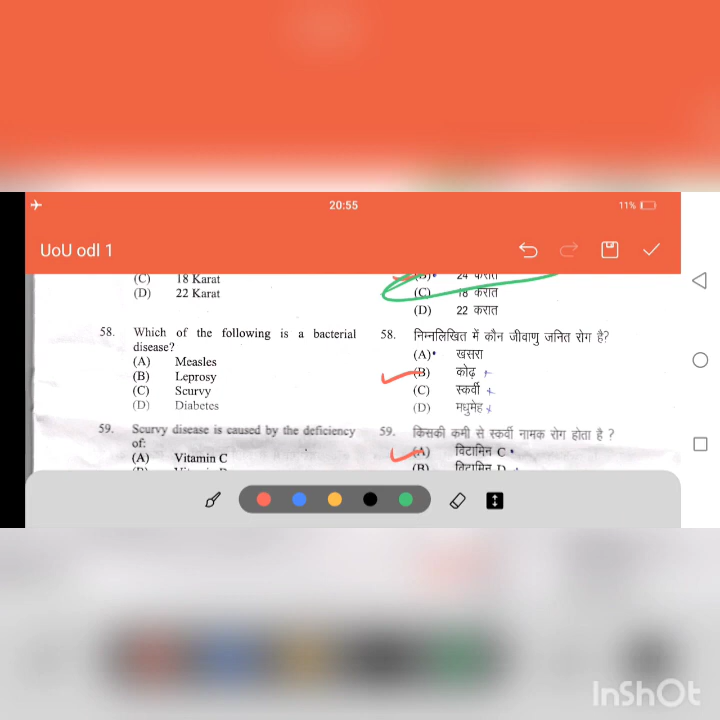 20:55
11%
UoU odl 1
(C) 18 Karat
(D) 22 Karat
58. Which of the following is a bacterial
disease?
(A) Measles
(B) Leprosy
(C) Scurvy
(D) Diabetes
59. Scurvy disease is caused by the deficiency
of:
(A) Vitamin C
(B) 24 करात
(C) 18 करात
(D) 22 करात
58. निम्नलिखित में कौन जीवाणु जनित रोग है?
(A) खसरा
(B) कोढ़
(C) स्कर्वी
(D) मधुमेह
59. किसकी कमी से स्कर्वी नामक रोग होता है ?
(A) विटामिन C
(B) विटामिन D
InShOt